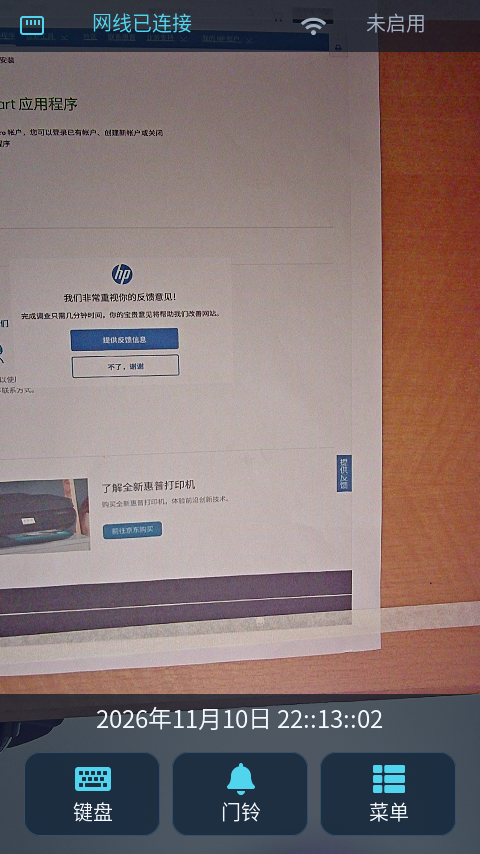 网线已连接
未启用
安装
art 应用程序
ro 帐户，您可以登录已有帐户、创建新帐户或关闭
程序
hp
我们非常重视你的反馈意见!
完成调查只需几分钟时间，你的宝贵意见将帮助我们改善网站。
们
提供反馈信息
不了，谢谢
以便
联系方式。
提供反馈
了解全新惠普打印机
购买全新惠普打印机，体验前沿创新技术。
前往京东购买
2026年11月10日 22::13::02
键盘
门铃
菜单